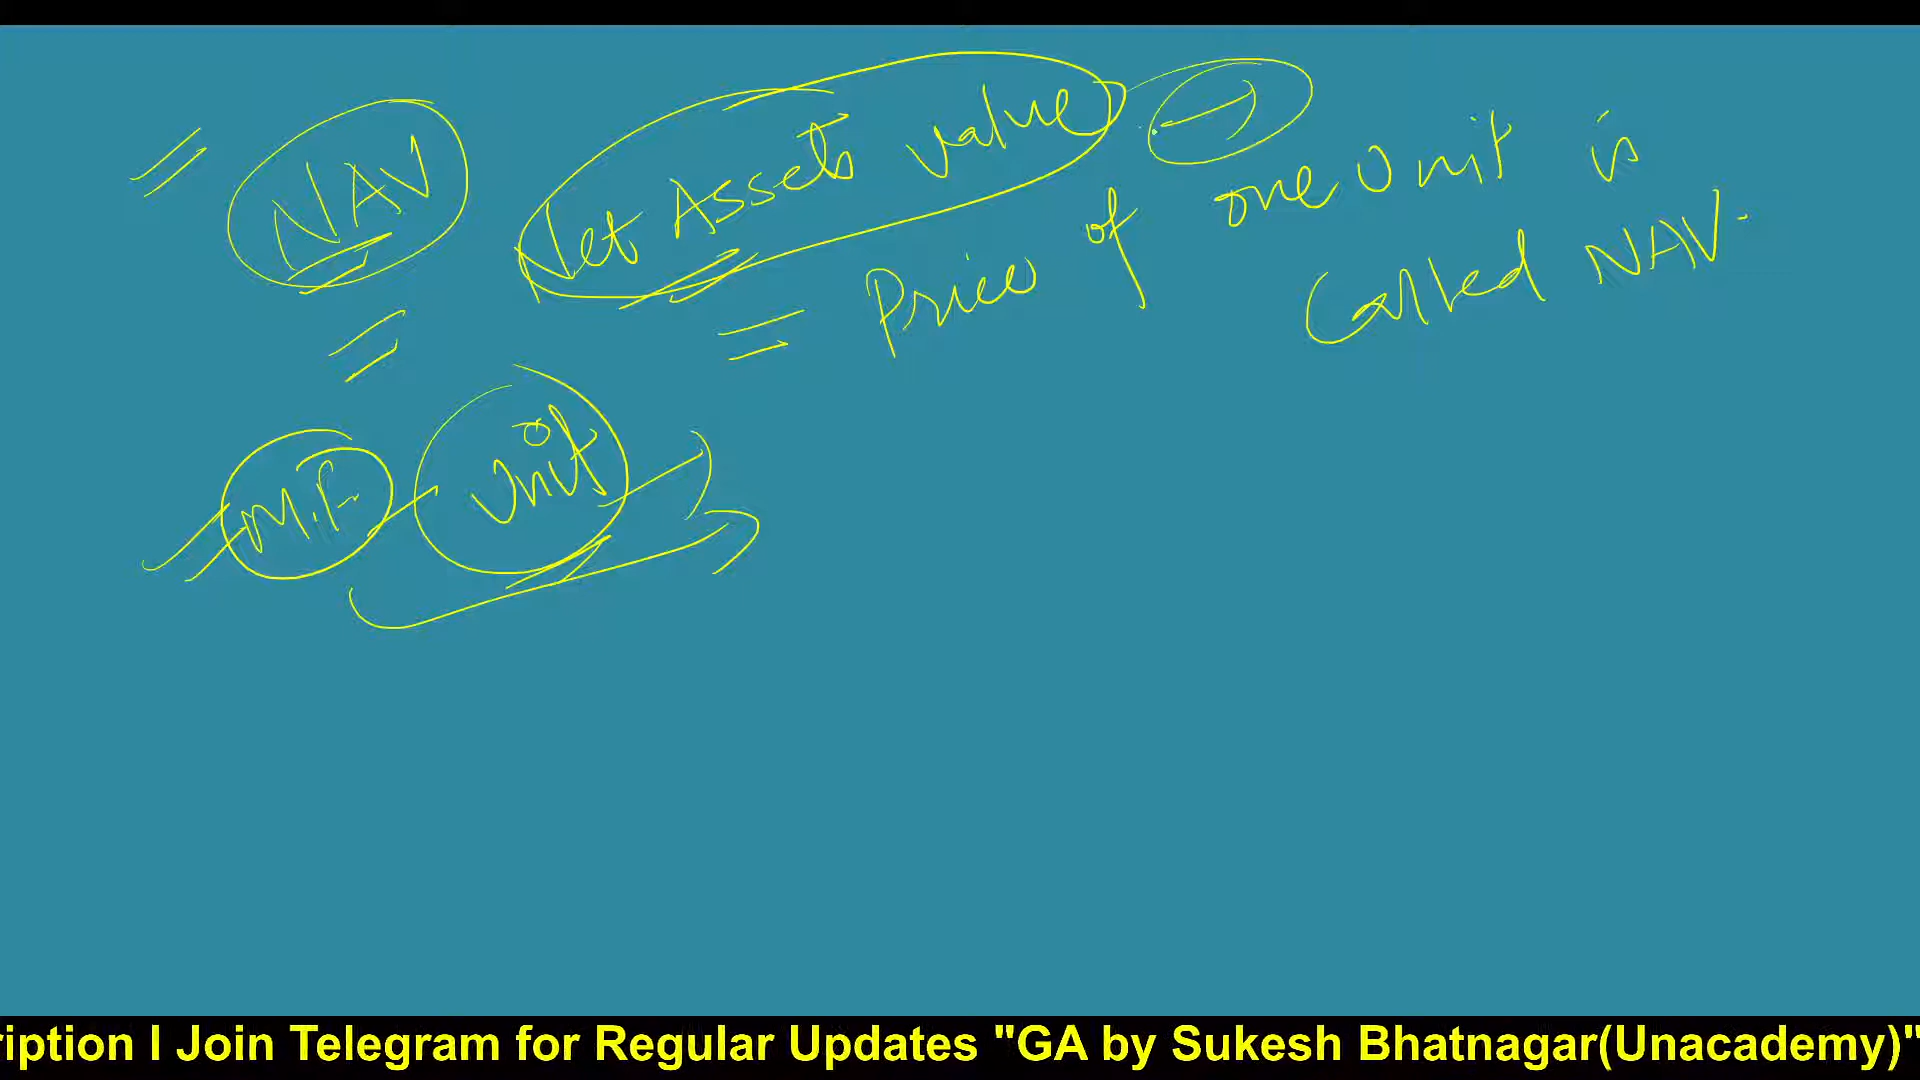 = NAV Net Assets value →
= Price of one Unit is
called NAV.
=
M.F. Unit
ription I Join Telegram for Regular Updates "GA by Sukesh Bhatnagar(Unacademy)"